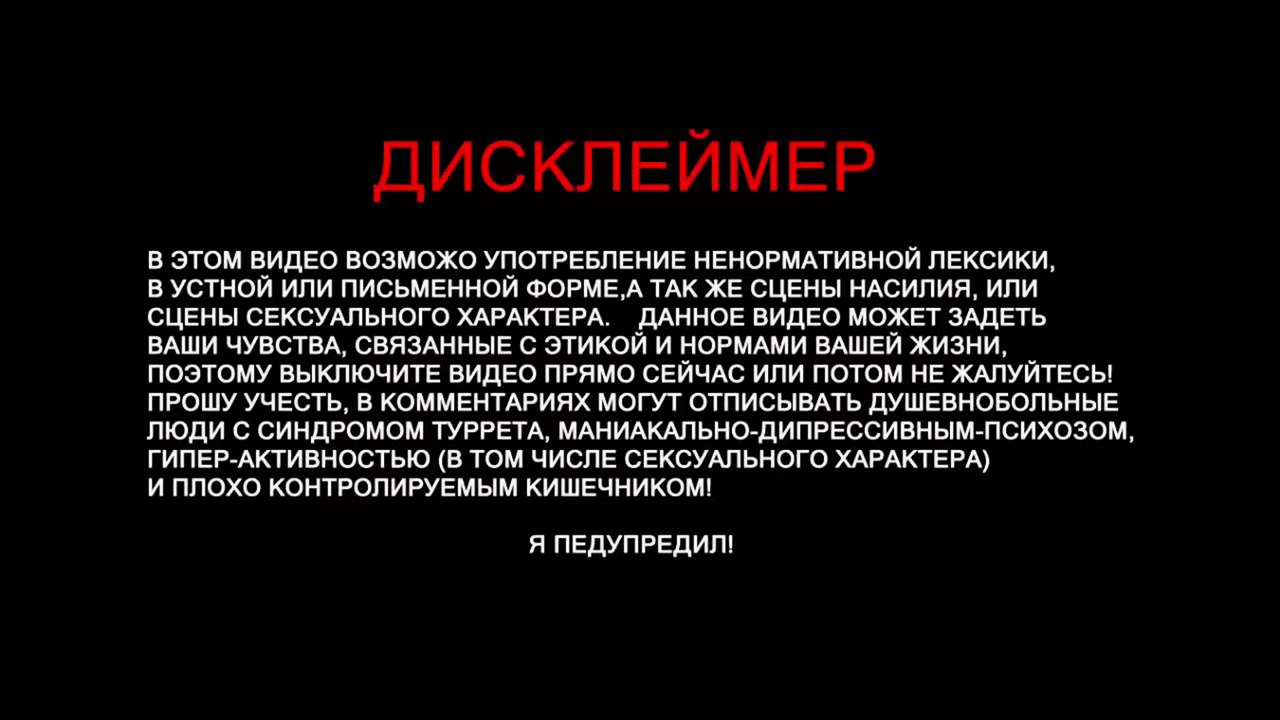 ДИСКЛЕЙМЕР
В ЭТОМ ВИДЕО ВОЗМОЖО УПОТРЕБЛЕНИЕ НЕНОРМАТИВНОЙ ЛЕКСИКИ,
В УСТНОЙ ИЛИ ПИСЬМЕННОЙ ФОРМЕ,А ТАК ЖЕ СЦЕНЫ НАСИЛИЯ, ИЛИ
СЦЕНЫ СЕКСУАЛЬНОГО ХАРАКТЕРА. ДАННОЕ ВИДЕО МОЖЕТ ЗАДЕТЬ
ВАШИ ЧУВСТВА, СВЯЗАННЫЕ С ЭТИКОЙ И НОРМАМИ ВАШЕЙ ЖИЗНИ,
ПОЭТОМУ ВЫКЛЮЧИТЕ ВИДЕО ПРЯМО СЕЙЧАС ИЛИ ПОТОМ НЕ ЖАЛУЙТЕСЬ!
ПРОШУ УЧЕСТЬ, В КОММЕНТАРИЯХ МОГУТ ОТПИСЫВАТЬ ДУШЕВНОБОЛЬНЫЕ
ЛЮДИ С СИНДРОМОМ ТУРРЕТА, МАНИАКАЛЬНО-ДИПРЕССИВНЫМ-ПСИХОЗОМ,
ГИПЕР-АКТИВНОСТЬЮ (В ТОМ ЧИСЛЕ СЕКСУАЛЬНОГО ХАРАКТЕРА)
И ПЛОХО КОНТРОЛИРУЕМЫМ КИШЕЧНИКОМ!
Я ПЕДУПРЕДИЛ!